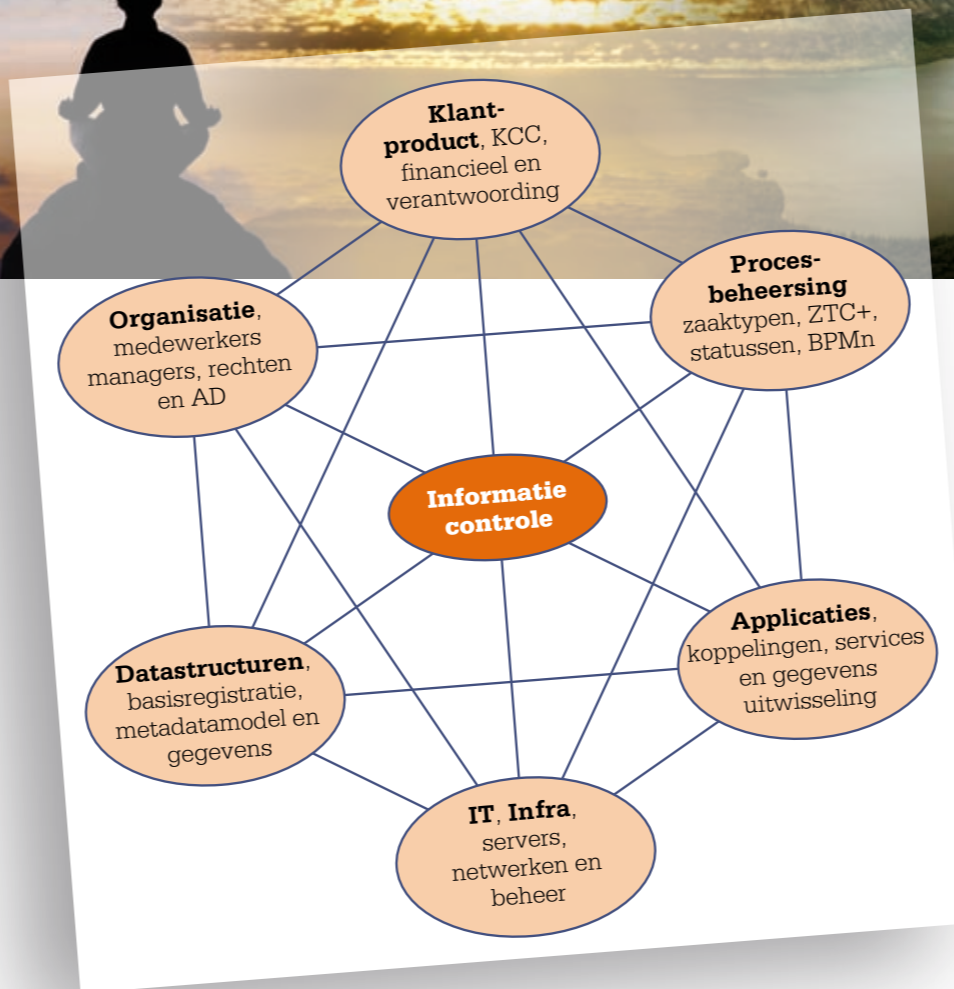 Klant-
product, KCC,
financieel en
verantwoording
Proces-
beheersing
zaaktypen, ZTC+,
statussen, BPMn
Organisatie,
medewerkers
managers, rechten
en AD
Informatie
controle
Applicaties,
koppelingen, services
en gegevens
uitwisseling
Datastructuren,
basisregistratie,
metadatamodel en
gegevens
IT, Infra,
servers,
netwerken en
beheer